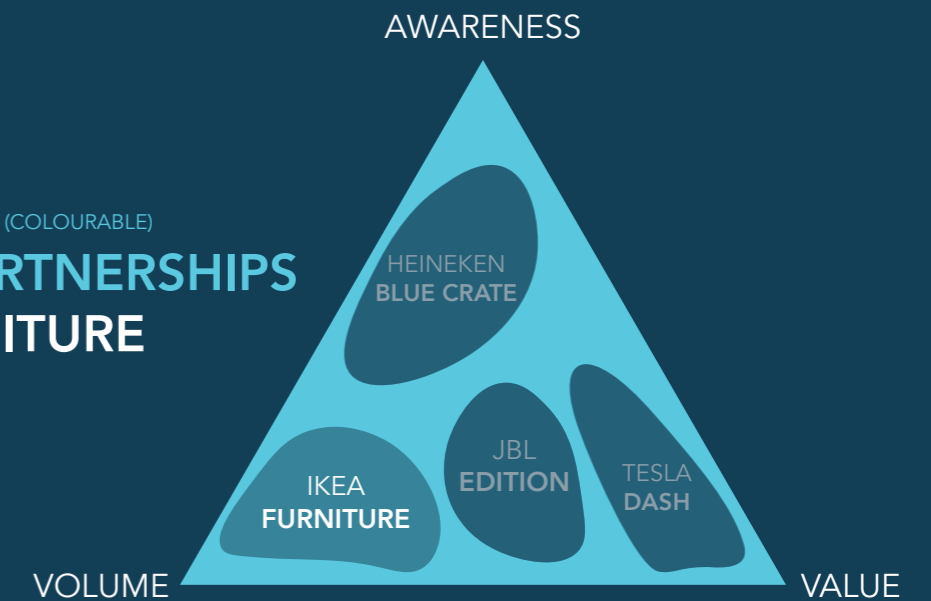 AWARENESS
(COLOURABLE)
RTNERSHIPS
ITURE
HEINEKEN
BLUE CRATE
JBL
EDITION
TESLA
DASH
IKEA
FURNITURE
VOLUME
VALUE